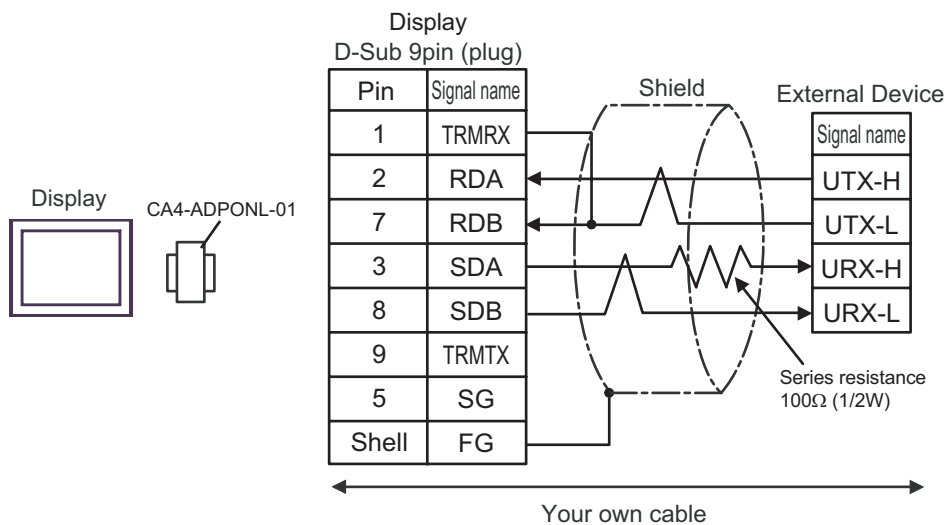 Display
D-Sub 9pin (plug)
Pin Signal name
1 TRMRX
2 RDA
7 RDB
3 SDA
8 SDB
9 TRMTX
5 SG
Shell FG
Shield
External Device
Signal name
UTX-H
UTX-L
URX-H
URX-L
Display
CA4-ADPONL-01
Series resistance
100Ω (1/2W)
Your own cable